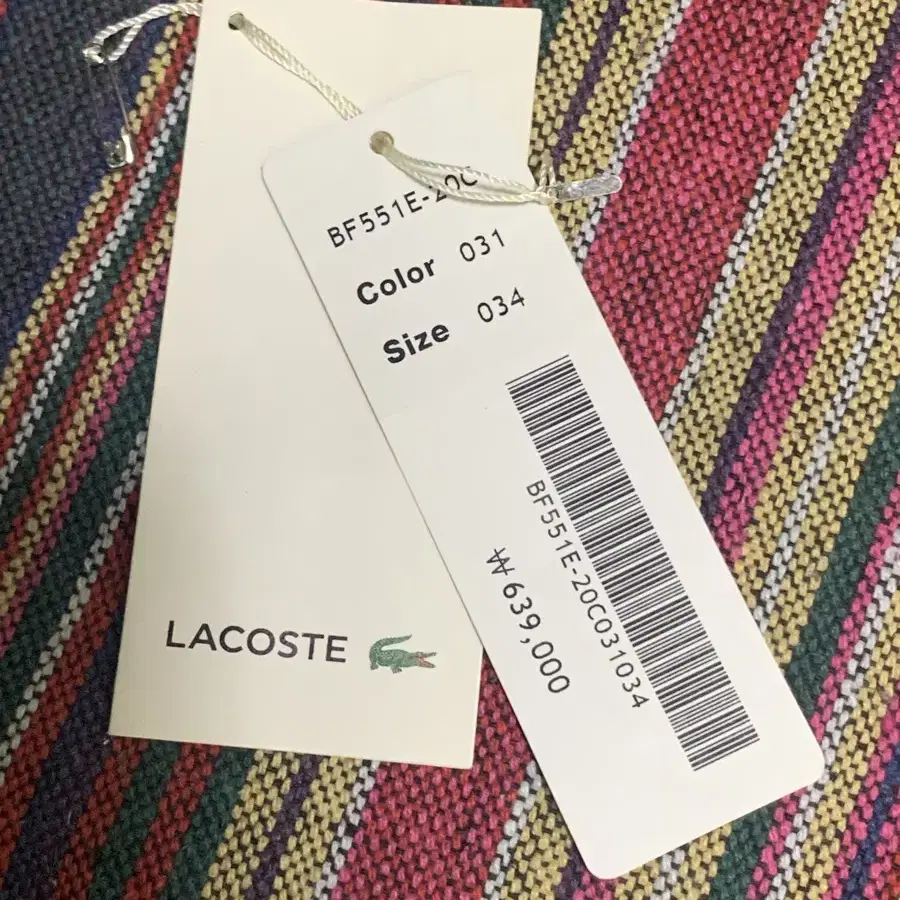 BF551E-20C
Color 031
Size 034
BF551E-20C031034
₩639,000
LACOSTE